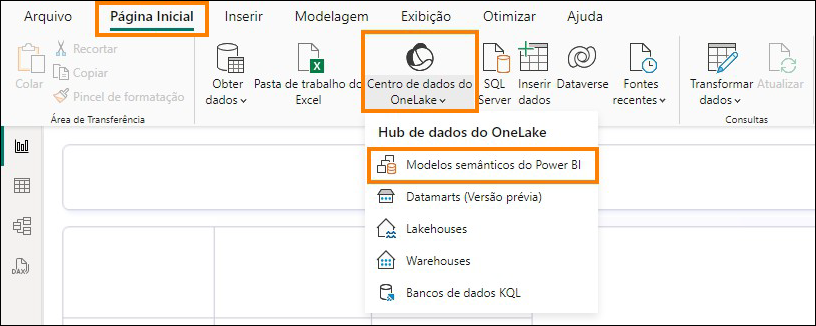 Arquivo Página Inicial Inserir Modelagem Exibição Otimizar Ajuda
Colar
Recortar
Copiar
Pincel de formatação
Área de Transferência
Obter
dados
Pasta de trabalho do
Excel
Centro de dados do
OneLake
SQL
Server
Inserir
dados
Dataverse
Fontes
recentes
Transformar
dados
Atualizar
Consultas
Hub de dados do OneLake
Modelos semânticos do Power BI
Datamarts (Versão prévia)
Lakehouses
Warehouses
Bancos de dados KQL
DAX